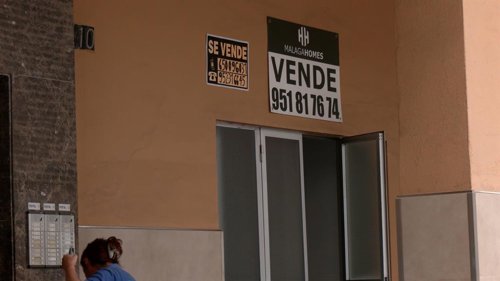 10
SE VENDE
MALAGAHOMES
VENDE
951 81 76 74